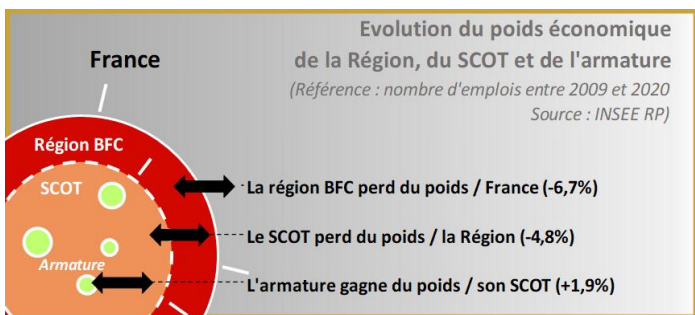 Evolution du poids économique
de la Région, du SCOT et de l'armature
(Référence : nombre d'emplois entre 2009 et 2020
Source : INSEE RP)
France
Région BFC
SCOT
Armature
La région BFC perd du poids / France (-6,7%)
Le SCOT perd du poids / la Région (-4,8%)
L'armature gagne du poids / son SCOT (+1,9%)